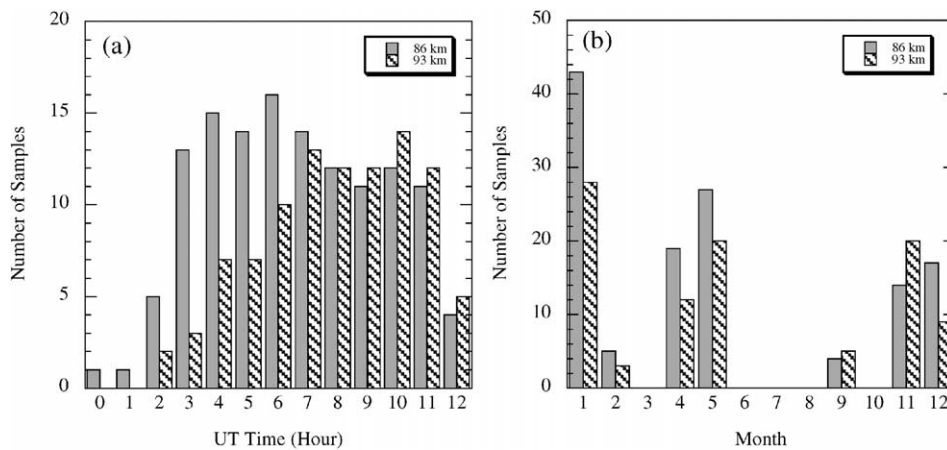 (a)
86 km
93 km
20
15
10
5
0
Number of Samples
0 1 2 3 4 5 6 7 8 9 10 11 12
UT Time (Hour)
(b)
86 km
93 km
50
40
30
20
10
0
Number of Samples
1 2 3 4 5 6 7 8 9 10 11 12
Month